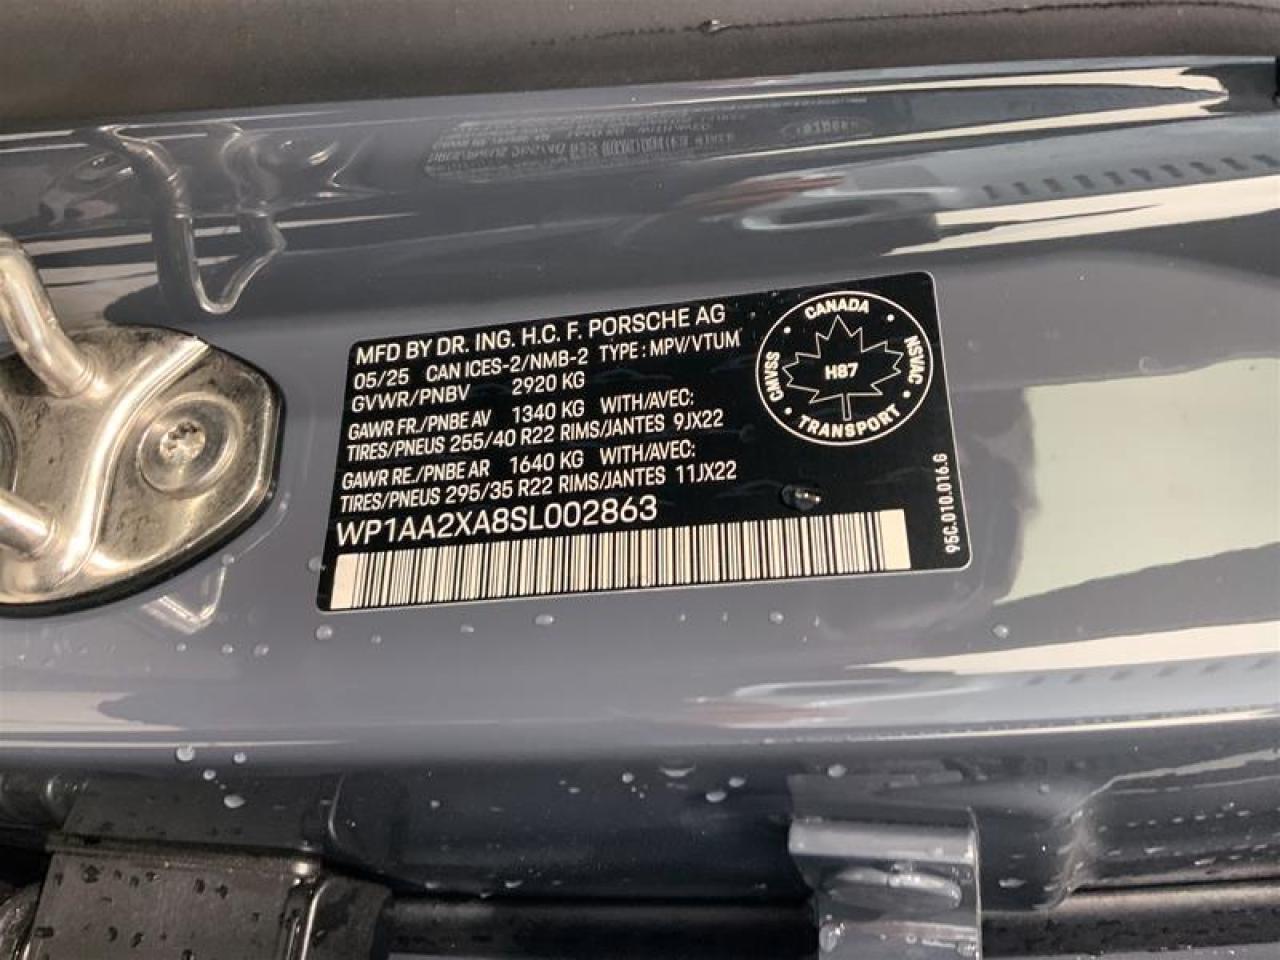 MFD BY DR. ING. H.C. F. PORSCHE AG
05/25 CAN ICES-2/NMB-2 TYPE : MPV/VTUM
GVWR/PNBV 2920 KG
GAWR FR./PNBE AV 1340 KG WITH/AVEC:
TIRES/PNEUS 255/40 R22 RIMS/JANTES 9JX22
GAWR RE./PNBE AR 1640 KG WITH/AVEC:
TIRES/PNEUS 295/35 R22 RIMS/JANTES 11JX22
WP1AA2XA8SL002863
CANADA
CMVSS
NSVAC
H87
TRANSPORT
95C.010.016.G